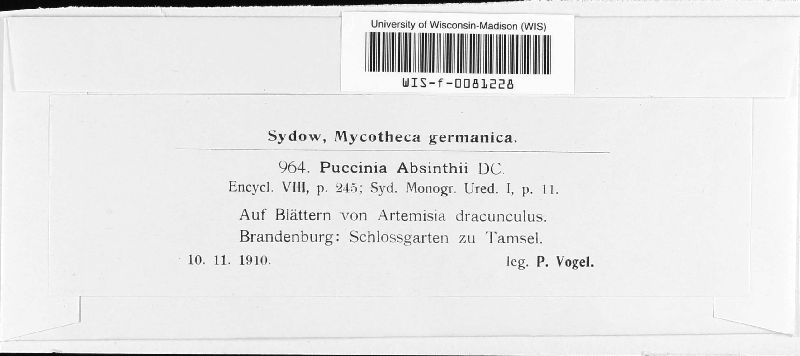 University of Wisconsin-Madison (WIS)
WIS-f-0081228
Sydow, Mycotheca germanica.
964. Puccinia Absinthii DC.
Encycl. VIII, p. 245; Syd. Monogr. Ured. I, p. 11.
Auf Blättern von Artemisia dracunculus.
Brandenburg: Schlossgarten zu Tamsel.
10. 11. 1910. leg. P. Vogel.